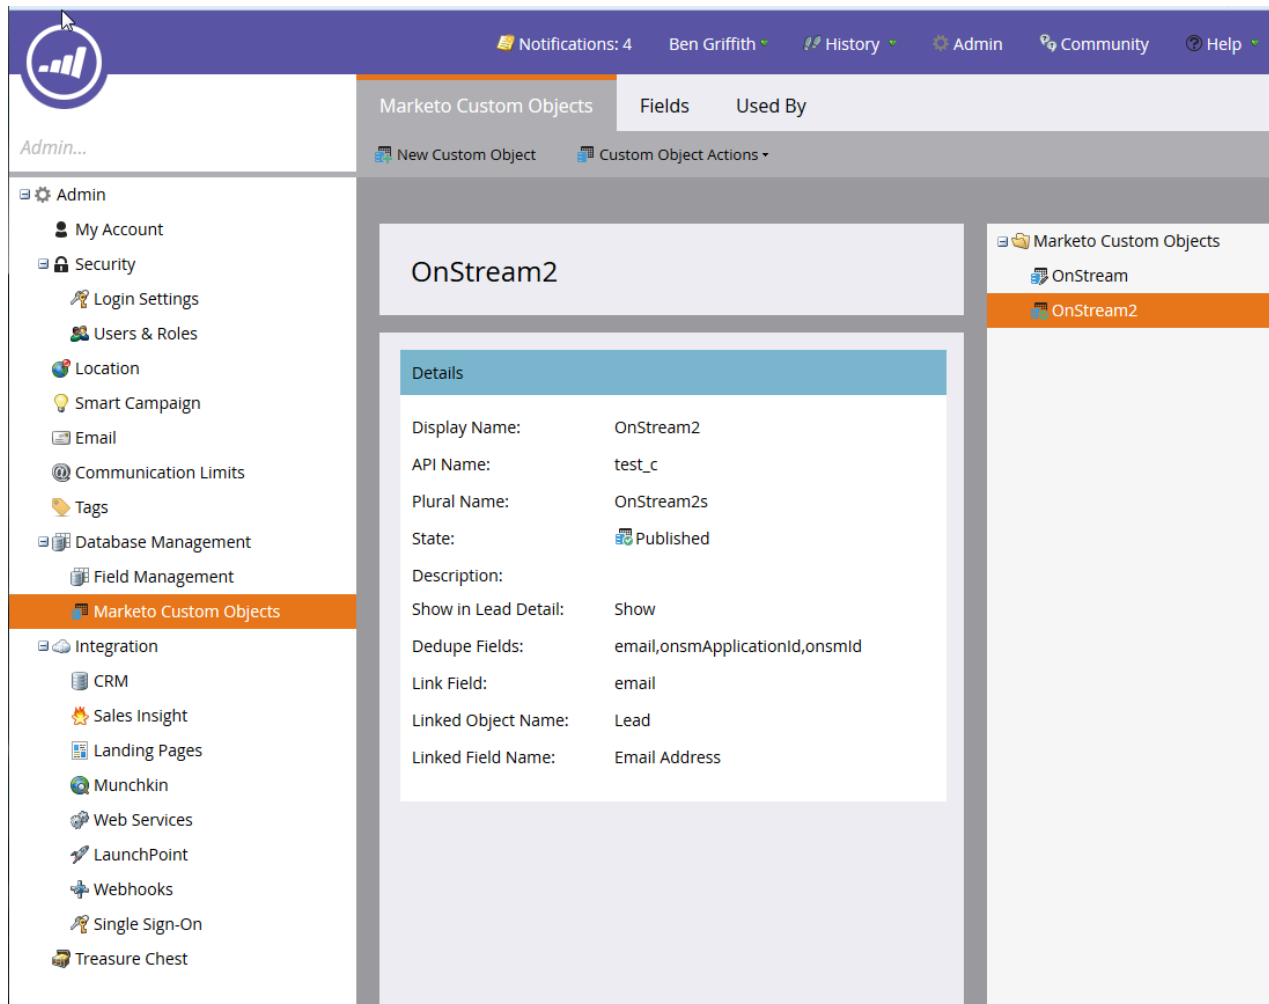 Notifications: 4 Ben Griffith History Admin Community Help
Marketo Custom Objects Fields Used By
Admin...
New Custom Object Custom Object Actions
Admin
My Account
Security
Login Settings
Users & Roles
Location
Smart Campaign
Email
Communication Limits
Tags
Database Management
Field Management
Marketo Custom Objects
Integration
CRM
Sales Insight
Landing Pages
Munchkin
Web Services
LaunchPoint
Webhooks
Single Sign-On
Treasure Chest
OnStream2
Details
Display Name: OnStream2
API Name: test_c
Plural Name: OnStream2s
State: Published
Description:
Show in Lead Detail: Show
Dedupe Fields: email,onsmApplicationId,onsmId
Link Field: email
Linked Object Name: Lead
Linked Field Name: Email Address
Marketo Custom Objects
OnStream
OnStream2